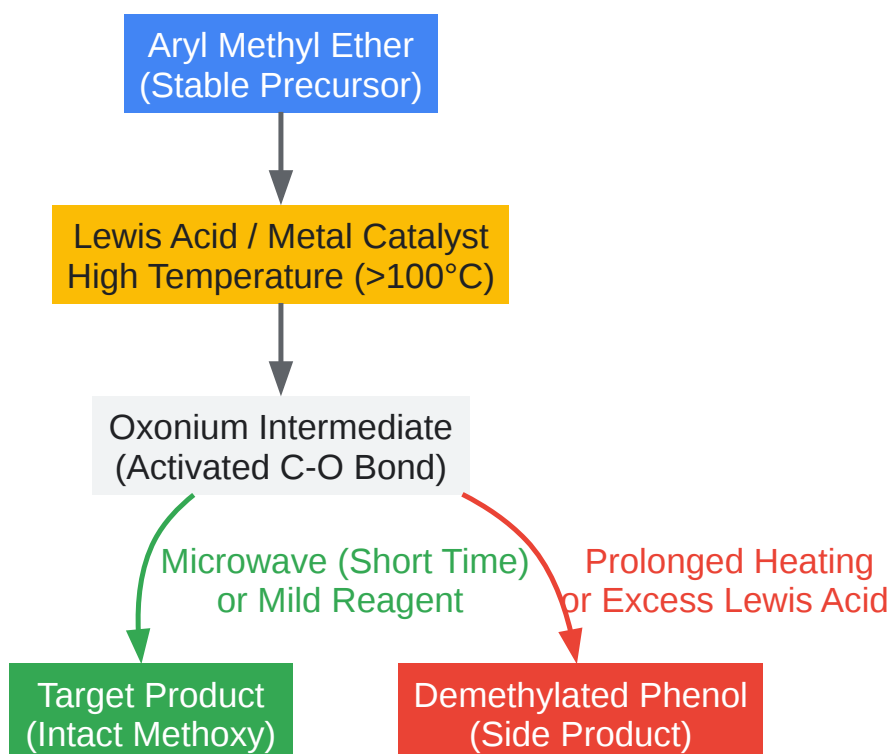 Aryl Methyl Ether
(Stable Precursor)
Lewis Acid / Metal Catalyst
High Temperature (>100°C)
Oxonium Intermediate
(Activated C-O Bond)
Microwave (Short Time)
or Mild Reagent
Prolonged Heating
or Excess Lewis Acid
Target Product
(Intact Methoxy)
Demethylated Phenol
(Side Product)